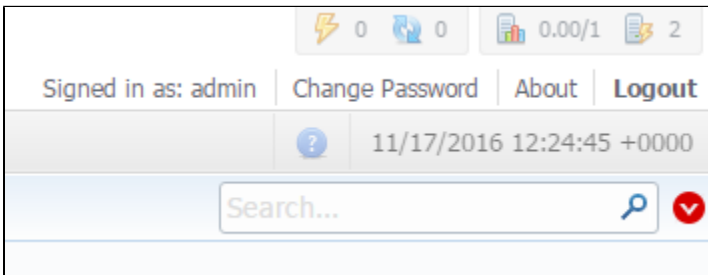 0 0 0.00/1 2
Signed in as: admin Change Password About Logout
? 11/17/2016 12:24:45 +0000
Search...